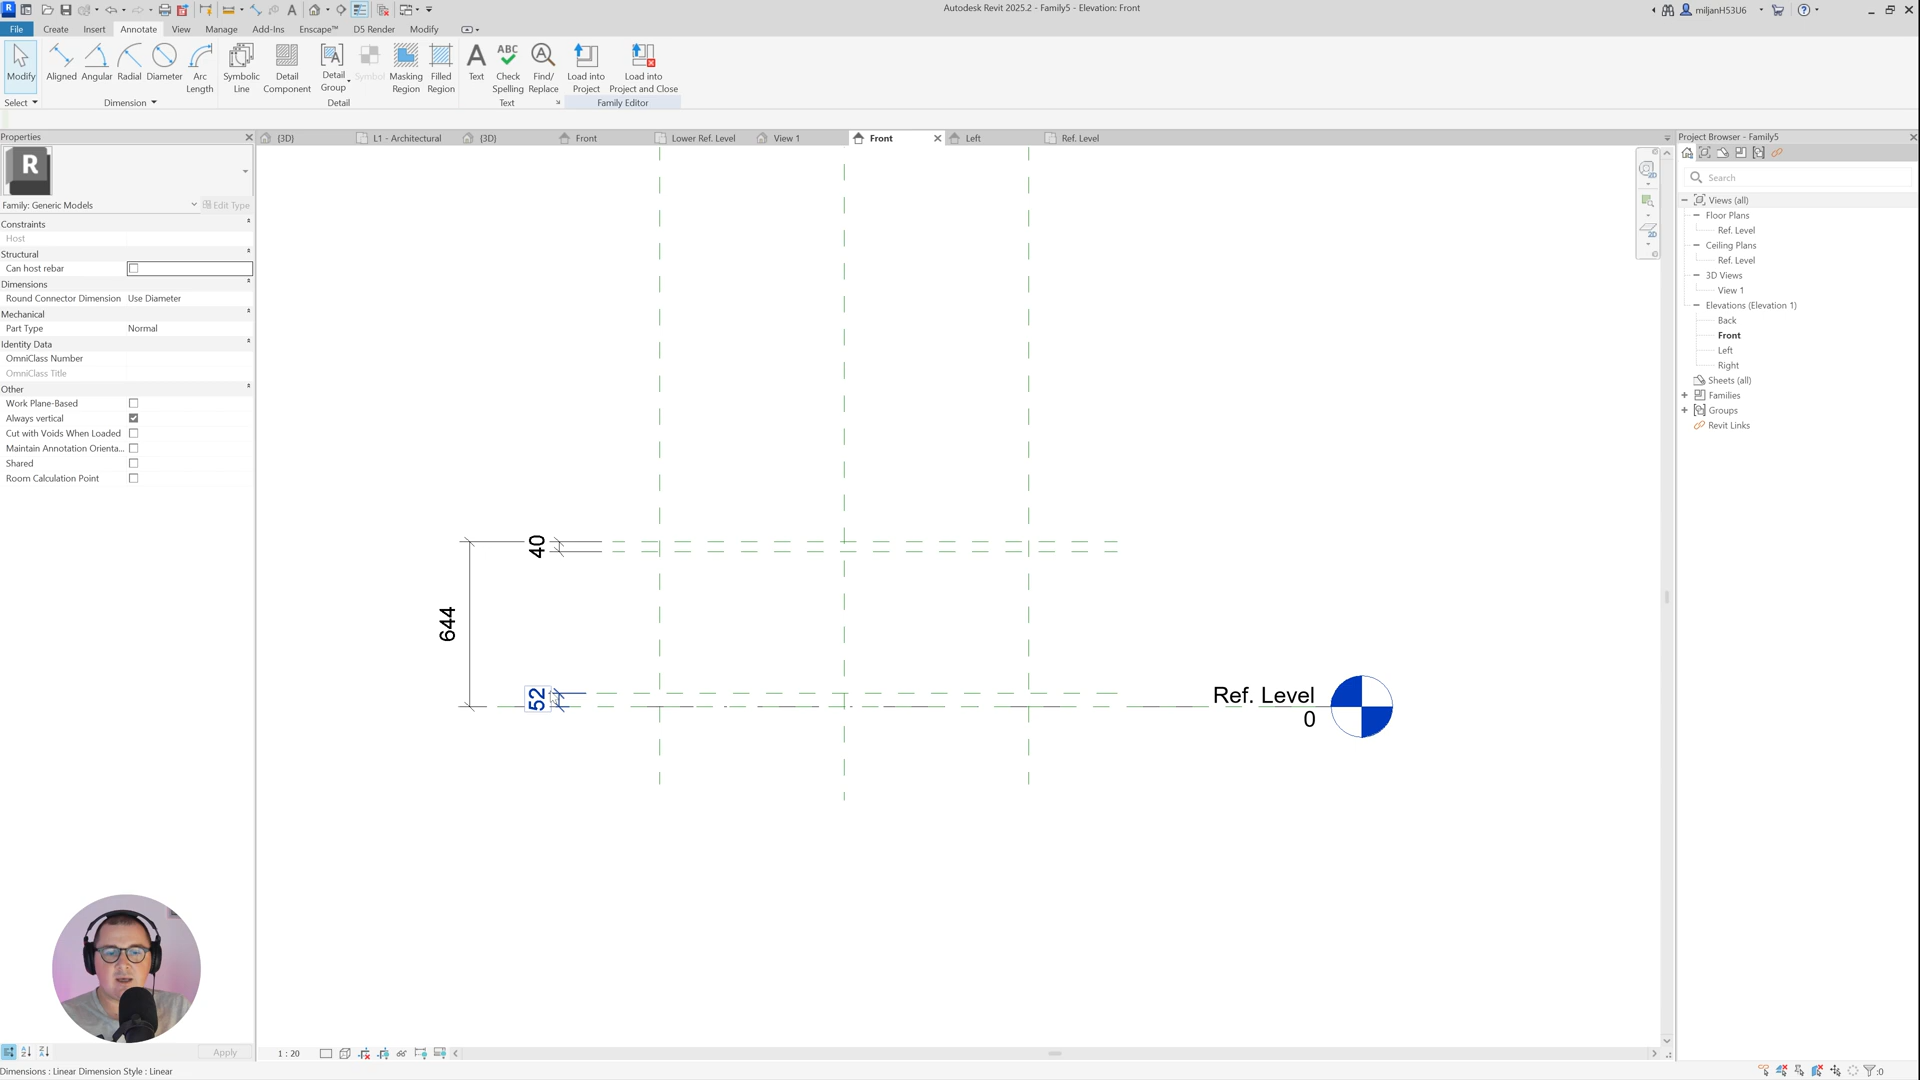 Autodesk Revit 2025.2 - Family5 - Elevation: Front
miljanH53U6
File
Create
Insert
Annotate
View
Manage
Add-Ins
Enscape™
D5 Render
Modify
Modify
Aligned
Angular
Radial
Diameter
Arc
Length
Symbolic
Line
Detail
Component
Detail
Group
Symbol
Masking
Region
Filled
Region
Text
ABC
Check
Spelling
Find/
Replace
Load into
Project
Load into
Project and Close
Select
Dimension
Detail
Text
Family Editor
Properties
{3D}
L1 - Architectural
{3D}
Front
Lower Ref. Level
View 1
Front
Left
Ref. Level
Project Browser - Family5
R
Family: Generic Models
Edit Type
Constraints
Host
Structural
Can host rebar
Dimensions
Round Connector Dimension
Use Diameter
Mechanical
Part Type
Normal
Identity Data
OmniClass Number
OmniClass Title
Other
Work Plane-Based
Always vertical
Cut with Voids When Loaded
Maintain Annotation Orienta...
Shared
Room Calculation Point
Apply
40
644
52
Ref. Level
0
Search
Views (all)
Floor Plans
Ref. Level
Ceiling Plans
Ref. Level
3D Views
View 1
Elevations (Elevation 1)
Back
Front
Left
Right
Sheets (all)
Families
Groups
Revit Links
1 : 20
Dimensions : Linear Dimension Style : Linear
:0